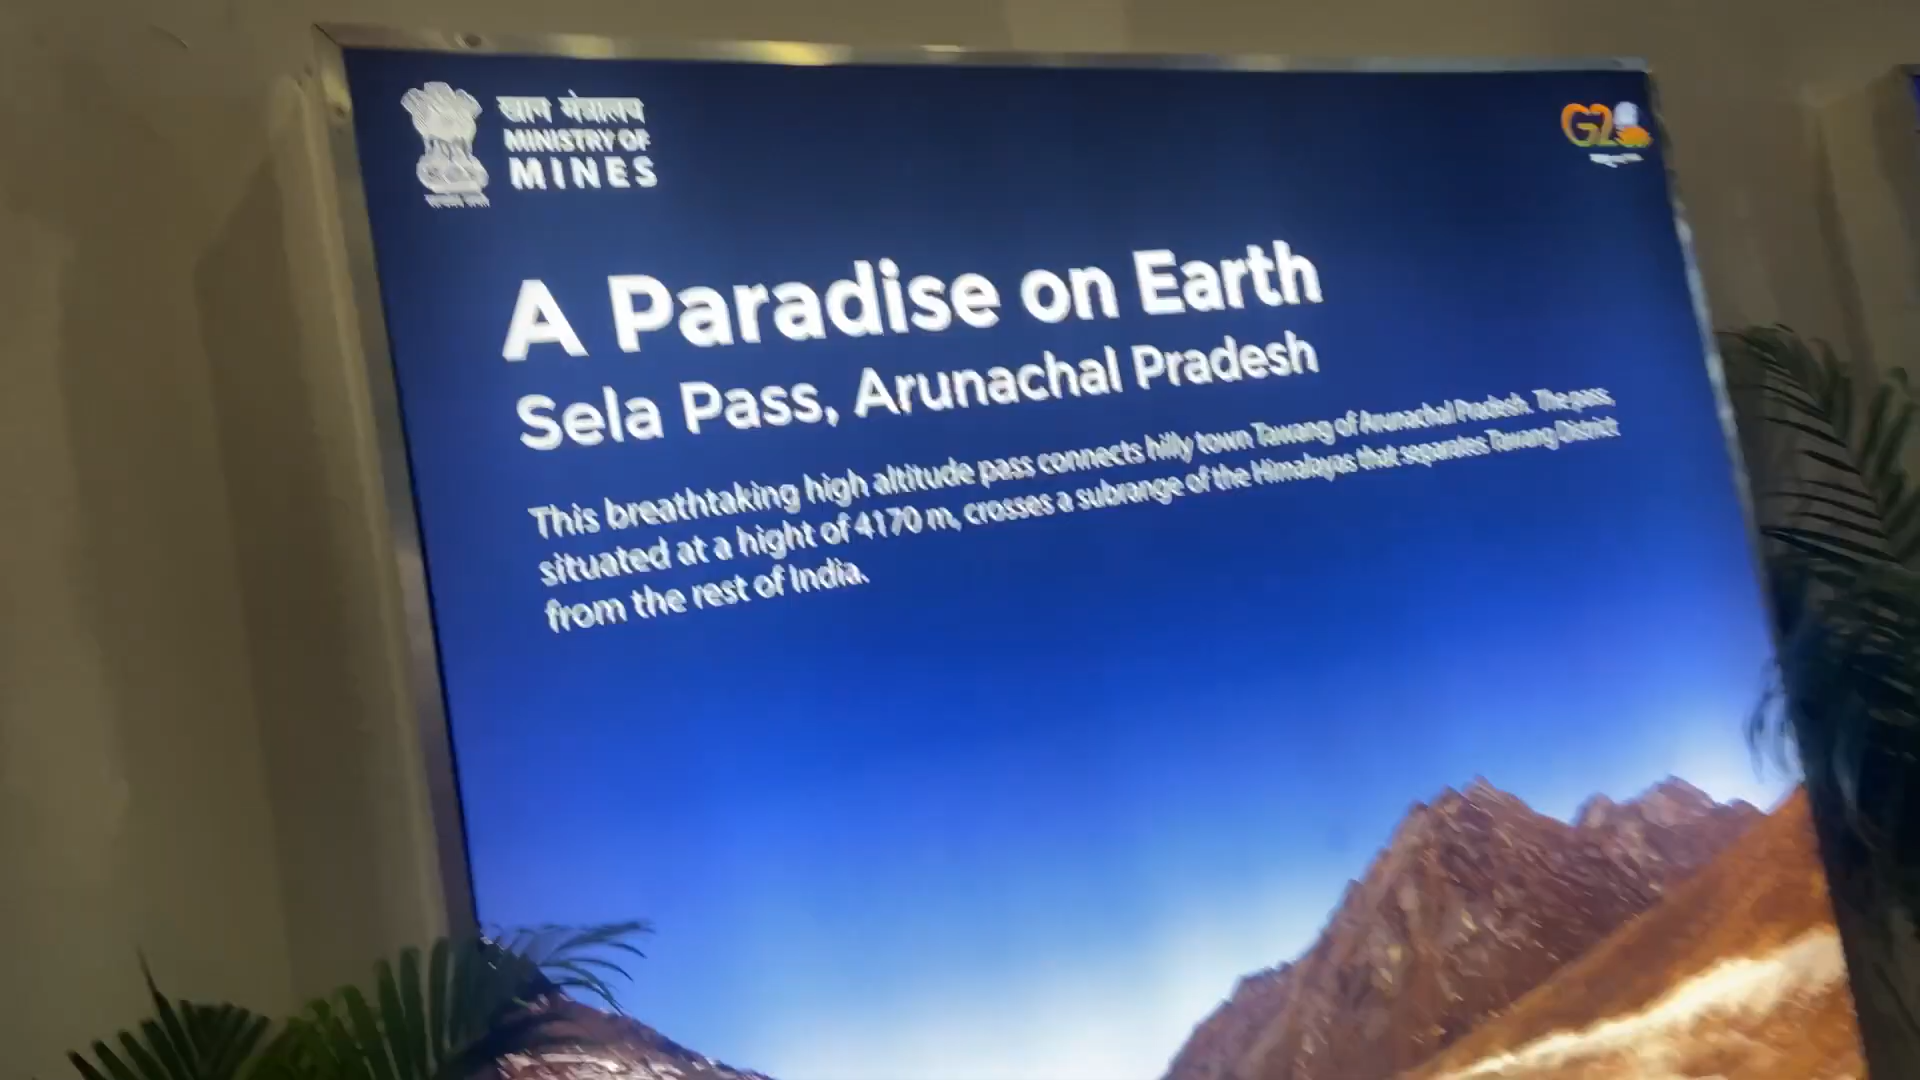 खान मंत्रालय
MINISTRY OF
MINES
G20
A Paradise on Earth
Sela Pass, Arunachal Pradesh
This breathtaking high altitude pass connects hilly town Tawang of Arunachal Pradesh. The pass,
situated at a hight of 4170 m, crosses a subrange of the Himalayas that separates Tawang District
from the rest of India.